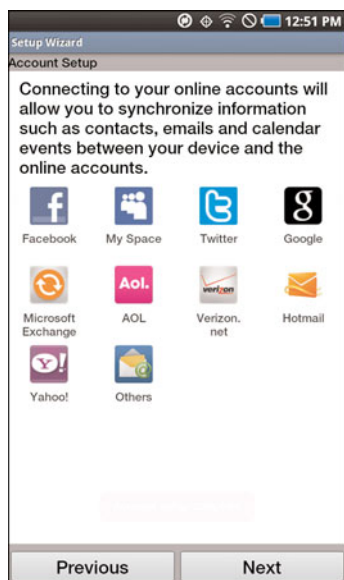 12:51 PM
Setup Wizard
Account Setup
Connecting to your online accounts will
allow you to synchronize information
such as contacts, emails and calendar
events between your device and the
online accounts.
f
g
Facebook My Space Twitter Google
Aol.
verizon
Microsoft
Exchange
AOL
Verizon.
net
Hotmail
Y!
@
Yahoo! Others
Previous Next